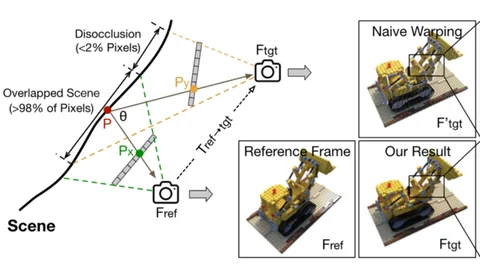 Disocclusion
(<2% Pixels)
Overlapped Scene
(>98% of Pixels)
P
θ
Px
Py
Ftgt
Tref→tgt
Fref
Scene
Naive Warping
F'tgt
Reference Frame
Fref
Our Result
Ftgt